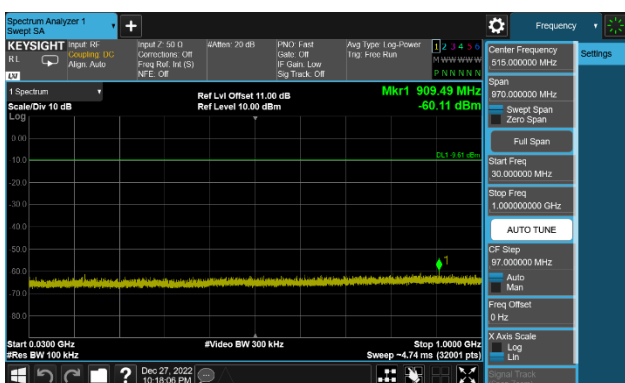 Spectrum Analyzer 1
Swept SA
Frequency
KEYSIGHT
RL
Input: RF
Coupling: DC
Align: Auto
Input Z: 50 Ω
Corrections: Off
Freq Ref: Int (S)
NFE: Off
#Atten: 20 dB
PNO: Fast
Gate: Off
IF Gain: Low
Sig Track: Off
Avg Type: Log-Power
Trig: Free Run
1 2 3 4 5 6
M W W W W W
P N N N N N
LV
1 Spectrum
Scale/Div 10 dB
Log
Ref Lvl Offset 11.00 dB
Ref Level 10.00 dBm
Mkr1 909.49 MHz
-60.11 dBm
0.00
DL1 -9.61 dBm
-10.0
-20.0
-30.0
-40.0
-50.0
1
-60.0
-70.0
-80.0
Start 0.0300 GHz
#Res BW 100 kHz
#Video BW 300 kHz
Stop 1.0000 GHz
Sweep ~4.74 ms (32001 pts)
Dec 27, 2022
10:18:06 PM
Center Frequency
515.000000 MHz
Settings
Span
970.000000 MHz
Swept Span
Zero Span
Full Span
Start Freq
30.000000 MHz
Stop Freq
1.000000000 GHz
AUTO TUNE
CF Step
97.000000 MHz
Auto
Man
Freq Offset
0 Hz
X Axis Scale
Log
Lin
Signal Track